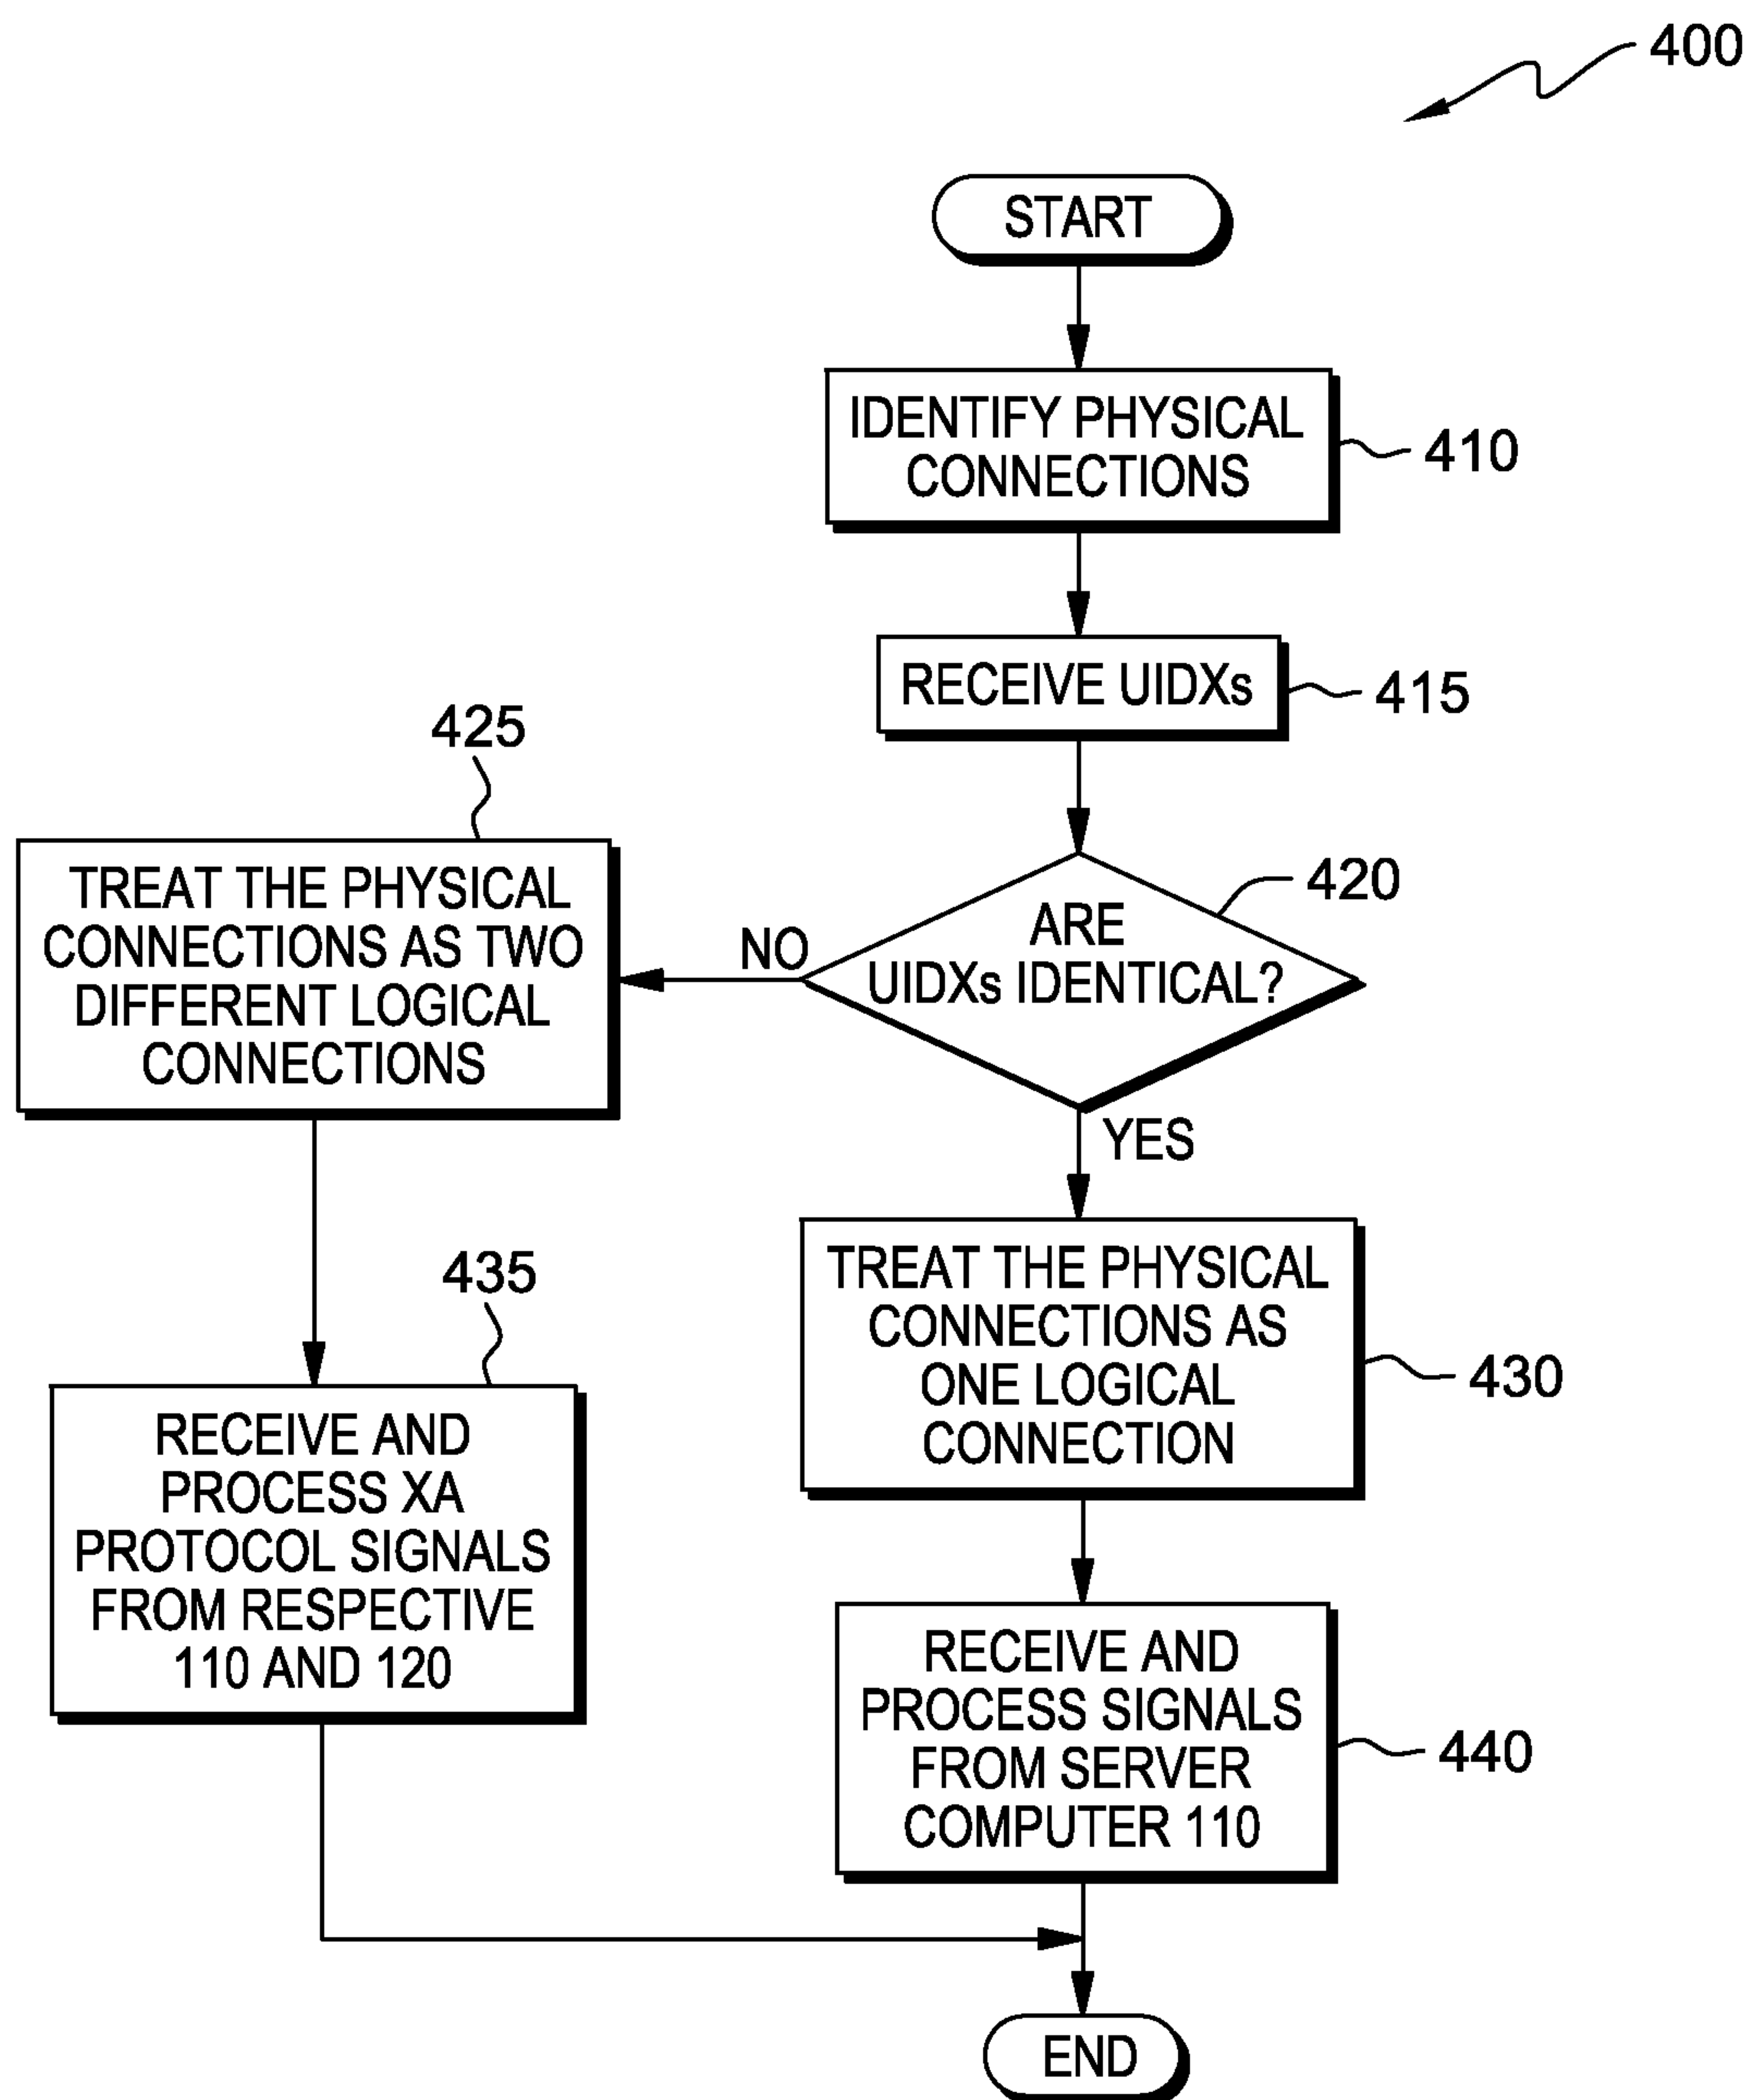 400
START
IDENTIFY PHYSICAL
CONNECTIONS
410
RECEIVE UIDXs
415
ARE
UIDXs IDENTICAL?
420
NO
425
TREAT THE PHYSICAL
CONNECTIONS AS TWO
DIFFERENT LOGICAL
CONNECTIONS
YES
TREAT THE PHYSICAL
CONNECTIONS AS
ONE LOGICAL
CONNECTION
430
435
RECEIVE AND
PROCESS XA
PROTOCOL SIGNALS
FROM RESPECTIVE
110 AND 120
RECEIVE AND
PROCESS SIGNALS
FROM SERVER
COMPUTER 110
440
END